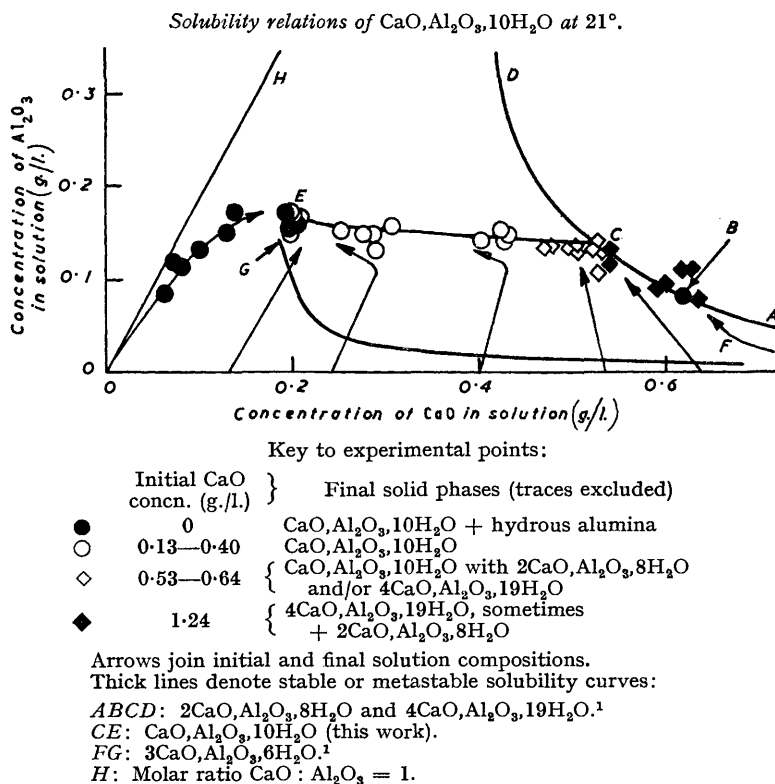 Solubility relations of CaO,Al₂O₃,10H₂O at 21°.
H
D
0·3
Concentration of Al₂O₃
in solution (g./l.)
0·2
E
C
B
0·1
G
A
F
0
0
0·2
0·4
0·6
Concentration of CaO in solution (g./l.)
Key to experimental points:
Initial CaO
concn. (g./l.) } Final solid phases (traces excluded)
● 0 CaO,Al₂O₃,10H₂O + hydrous alumina
○ 0·13—0·40 CaO,Al₂O₃,10H₂O
◇ 0·53—0·64 { CaO,Al₂O₃,10H₂O with 2CaO,Al₂O₃,8H₂O
and/or 4CaO,Al₂O₃,19H₂O
◆ 1·24 { 4CaO,Al₂O₃,19H₂O, sometimes
+ 2CaO,Al₂O₃,8H₂O
Arrows join initial and final solution compositions.
Thick lines denote stable or metastable solubility curves:
ABCD: 2CaO,Al₂O₃,8H₂O and 4CaO,Al₂O₃,19H₂O.¹
CE: CaO,Al₂O₃,10H₂O (this work).
FG: 3CaO,Al₂O₃,6H₂O.¹
H: Molar ratio CaO : Al₂O₃ = 1.